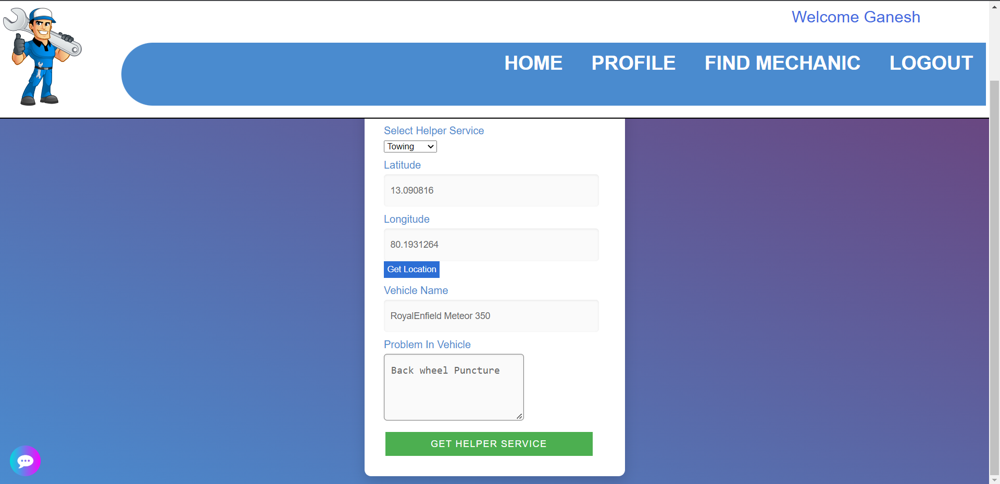 Welcome Ganesh
HOME PROFILE FIND MECHANIC LOGOUT
Select Helper Service
Towing
Latitude
13.090816
Longitude
80.1931264
Get Location
Vehicle Name
RoyalEnfield Meteor 350
Problem In Vehicle
Back wheel Puncture
GET HELPER SERVICE